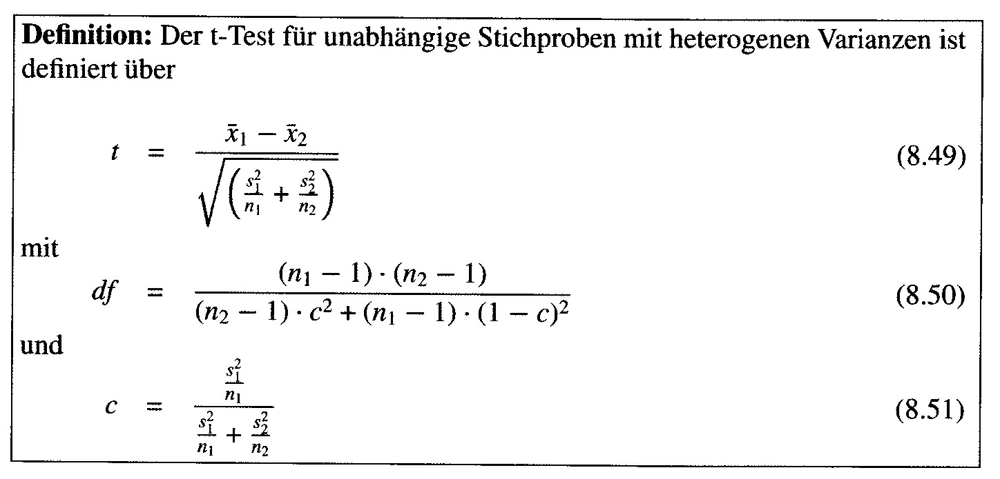 Definition: Der t-Test für unabhängige Stichproben mit heterogenen Varianzen ist
definiert über
t = \frac{\bar{x}_1 - \bar{x}_2}{\sqrt{\left(\frac{s_1^2}{n_1} + \frac{s_2^2}{n_2}\right)}} (8.49)
mit
df = \frac{(n_1 - 1) \cdot (n_2 - 1)}{(n_2 - 1) \cdot c^2 + (n_1 - 1) \cdot (1 - c)^2} (8.50)
und
c = \frac{\frac{s_1^2}{n_1}}{\frac{s_1^2}{n_1} + \frac{s_2^2}{n_2}} (8.51)